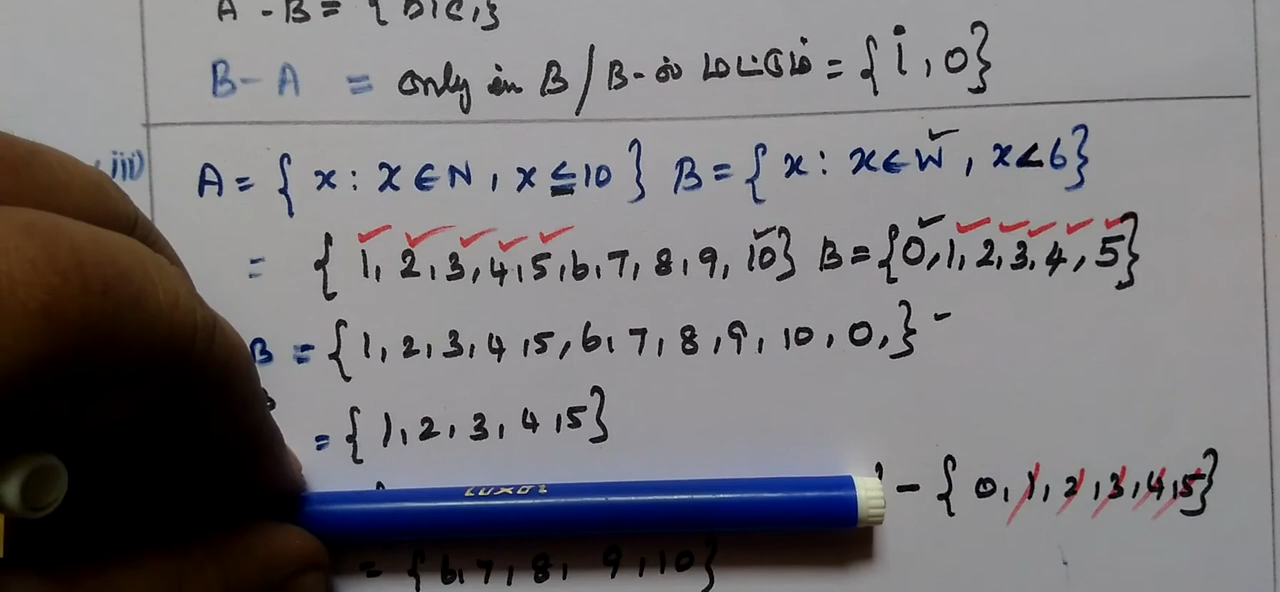 A - B = {
B - A = only in B / B-ல் மட்டும் = { i, o }
iii) A = { x : x ∈ N, x ≤ 10 } B = { x : x ∈ W, x < 6 }
= { 1, 2, 3, 4, 5, 6, 7, 8, 9, 10 } B = { 0, 1, 2, 3, 4, 5 }
B = { 1, 2, 3, 4, 5, 6, 7, 8, 9, 10, 0, }
= { 1, 2, 3, 4, 5 }
- { 0, 1, 2, 3, 4, 5 }
LUXOR
= { 6, 7, 8, 9, 10 }